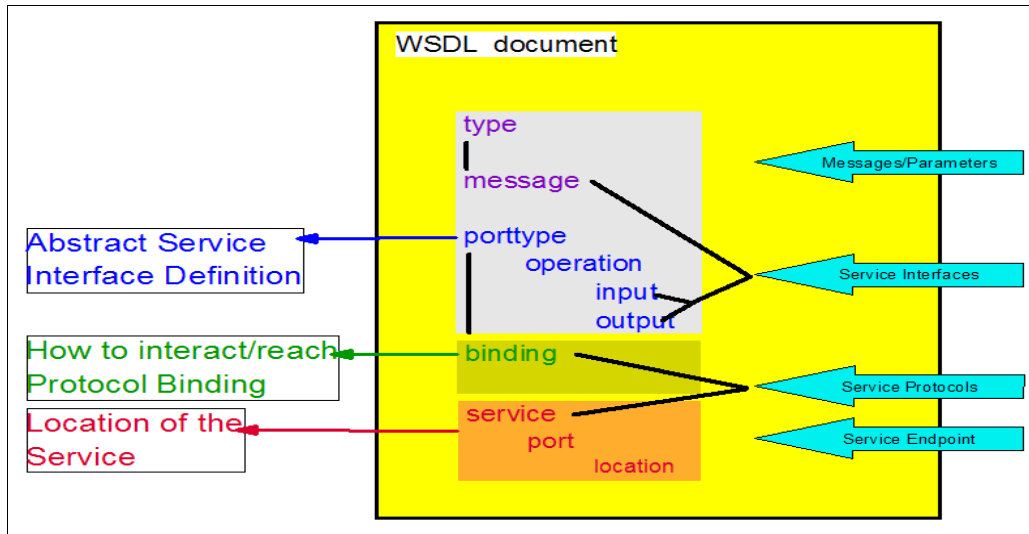 WSDL document
type
message
porttype
operation
input
output
binding
service
port
location
Abstract Service
Interface Definition
How to interact/reach
Protocol Binding
Location of the
Service
Messages/Parameters
Service Interfaces
Service Protocols
Service Endpoint